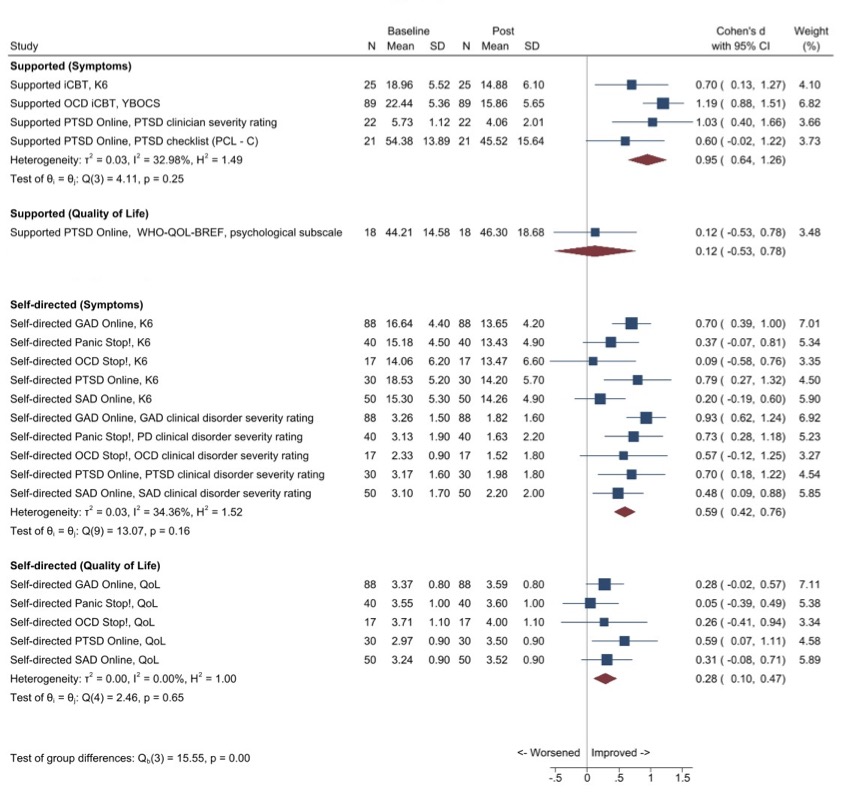 Baseline Post Cohen's d Weight
Study N Mean SD N Mean SD with 95% CI (%)
Supported (Symptoms)
Supported iCBT, K6 25 18.96 5.52 25 14.88 6.10 0.70 ( 0.13, 1.27) 4.10
Supported OCD iCBT, YBOCS 89 22.44 5.36 89 15.86 5.65 1.19 ( 0.88, 1.51) 6.82
Supported PTSD Online, PTSD clinician severity rating 22 5.73 1.12 22 4.06 2.01 1.03 ( 0.40, 1.66) 3.66
Supported PTSD Online, PTSD checklist (PCL - C) 21 54.38 13.89 21 45.52 15.64 0.60 ( -0.02, 1.22) 3.73
Heterogeneity: τ² = 0.03, I² = 32.98%, H² = 1.49 0.95 ( 0.64, 1.26)
Test of θᵢ = θⱼ: Q(3) = 4.11, p = 0.25
Supported (Quality of Life)
Supported PTSD Online, WHO-QOL-BREF, psychological subscale 18 44.21 14.58 18 46.30 18.68 0.12 ( -0.53, 0.78) 3.48
0.12 ( -0.53, 0.78)
Self-directed (Symptoms)
Self-directed GAD Online, K6 88 16.64 4.40 88 13.65 4.20 0.70 ( 0.39, 1.00) 7.01
Self-directed Panic Stop!, K6 40 15.18 4.50 40 13.43 4.90 0.37 ( -0.07, 0.81) 5.34
Self-directed OCD Stop!, K6 17 14.06 6.20 17 13.47 6.60 0.09 ( -0.58, 0.76) 3.35
Self-directed PTSD Online, K6 30 18.53 5.20 30 14.20 5.70 0.79 ( 0.27, 1.32) 4.50
Self-directed SAD Online, K6 50 15.30 5.30 50 14.26 4.90 0.20 ( -0.19, 0.60) 5.90
Self-directed GAD Online, GAD clinical disorder severity rating 88 3.26 1.50 88 1.82 1.60 0.93 ( 0.62, 1.24) 6.92
Self-directed Panic Stop!, PD clinical disorder severity rating 40 3.13 1.90 40 1.63 2.20 0.73 ( 0.28, 1.18) 5.23
Self-directed OCD Stop!, OCD clinical disorder severity rating 17 2.33 0.90 17 1.52 1.80 0.57 ( -0.12, 1.25) 3.27
Self-directed PTSD Online, PTSD clinical disorder severity rating 30 3.17 1.60 30 1.98 1.80 0.70 ( 0.18, 1.22) 4.54
Self-directed SAD Online, SAD clinical disorder severity rating 50 3.10 1.70 50 2.20 2.00 0.48 ( 0.09, 0.88) 5.85
Heterogeneity: τ² = 0.03, I² = 34.36%, H² = 1.52 0.59 ( 0.42, 0.76)
Test of θᵢ = θⱼ: Q(9) = 13.07, p = 0.16
Self-directed (Quality of Life)
Self-directed GAD Online, QoL 88 3.37 0.80 88 3.59 0.80 0.28 ( -0.02, 0.57) 7.11
Self-directed Panic Stop!, QoL 40 3.55 1.00 40 3.60 1.00 0.05 ( -0.39, 0.49) 5.38
Self-directed OCD Stop!, QoL 17 3.71 1.10 17 4.00 1.10 0.26 ( -0.41, 0.94) 3.34
Self-directed PTSD Online, QoL 30 2.97 0.90 30 3.50 0.90 0.59 ( 0.07, 1.11) 4.58
Self-directed SAD Online, QoL 50 3.24 0.90 50 3.52 0.90 0.31 ( -0.08, 0.71) 5.89
Heterogeneity: τ² = 0.00, I² = 0.00%, H² = 1.00 0.28 ( 0.10, 0.47)
Test of θᵢ = θⱼ: Q(4) = 2.46, p = 0.65
<- Worsened Improved ->
Test of group differences: Q_b(3) = 15.55, p = 0.00
-.5 0 .5 1 1.5